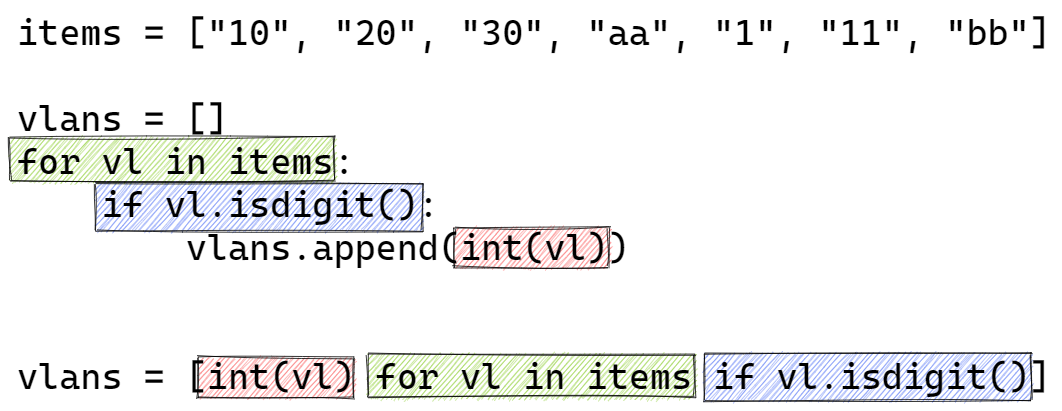 items = ["10", "20", "30", "aa", "1", "11", "bb"]
vlans = []
for vl in items:
    if vl.isdigit():
        vlans.append(int(vl))
vlans = [int(vl) for vl in items if vl.isdigit()]